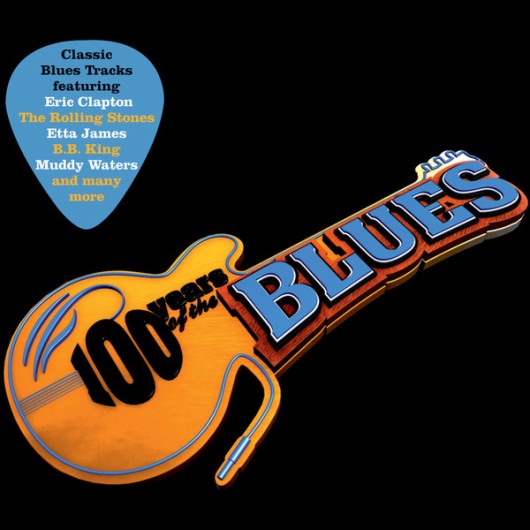 Classic
Blues Tracks
featuring
Eric Clapton
The Rolling Stones
Etta James
B.B. King
Muddy Waters
and many
more
100 years
of the
BLUES